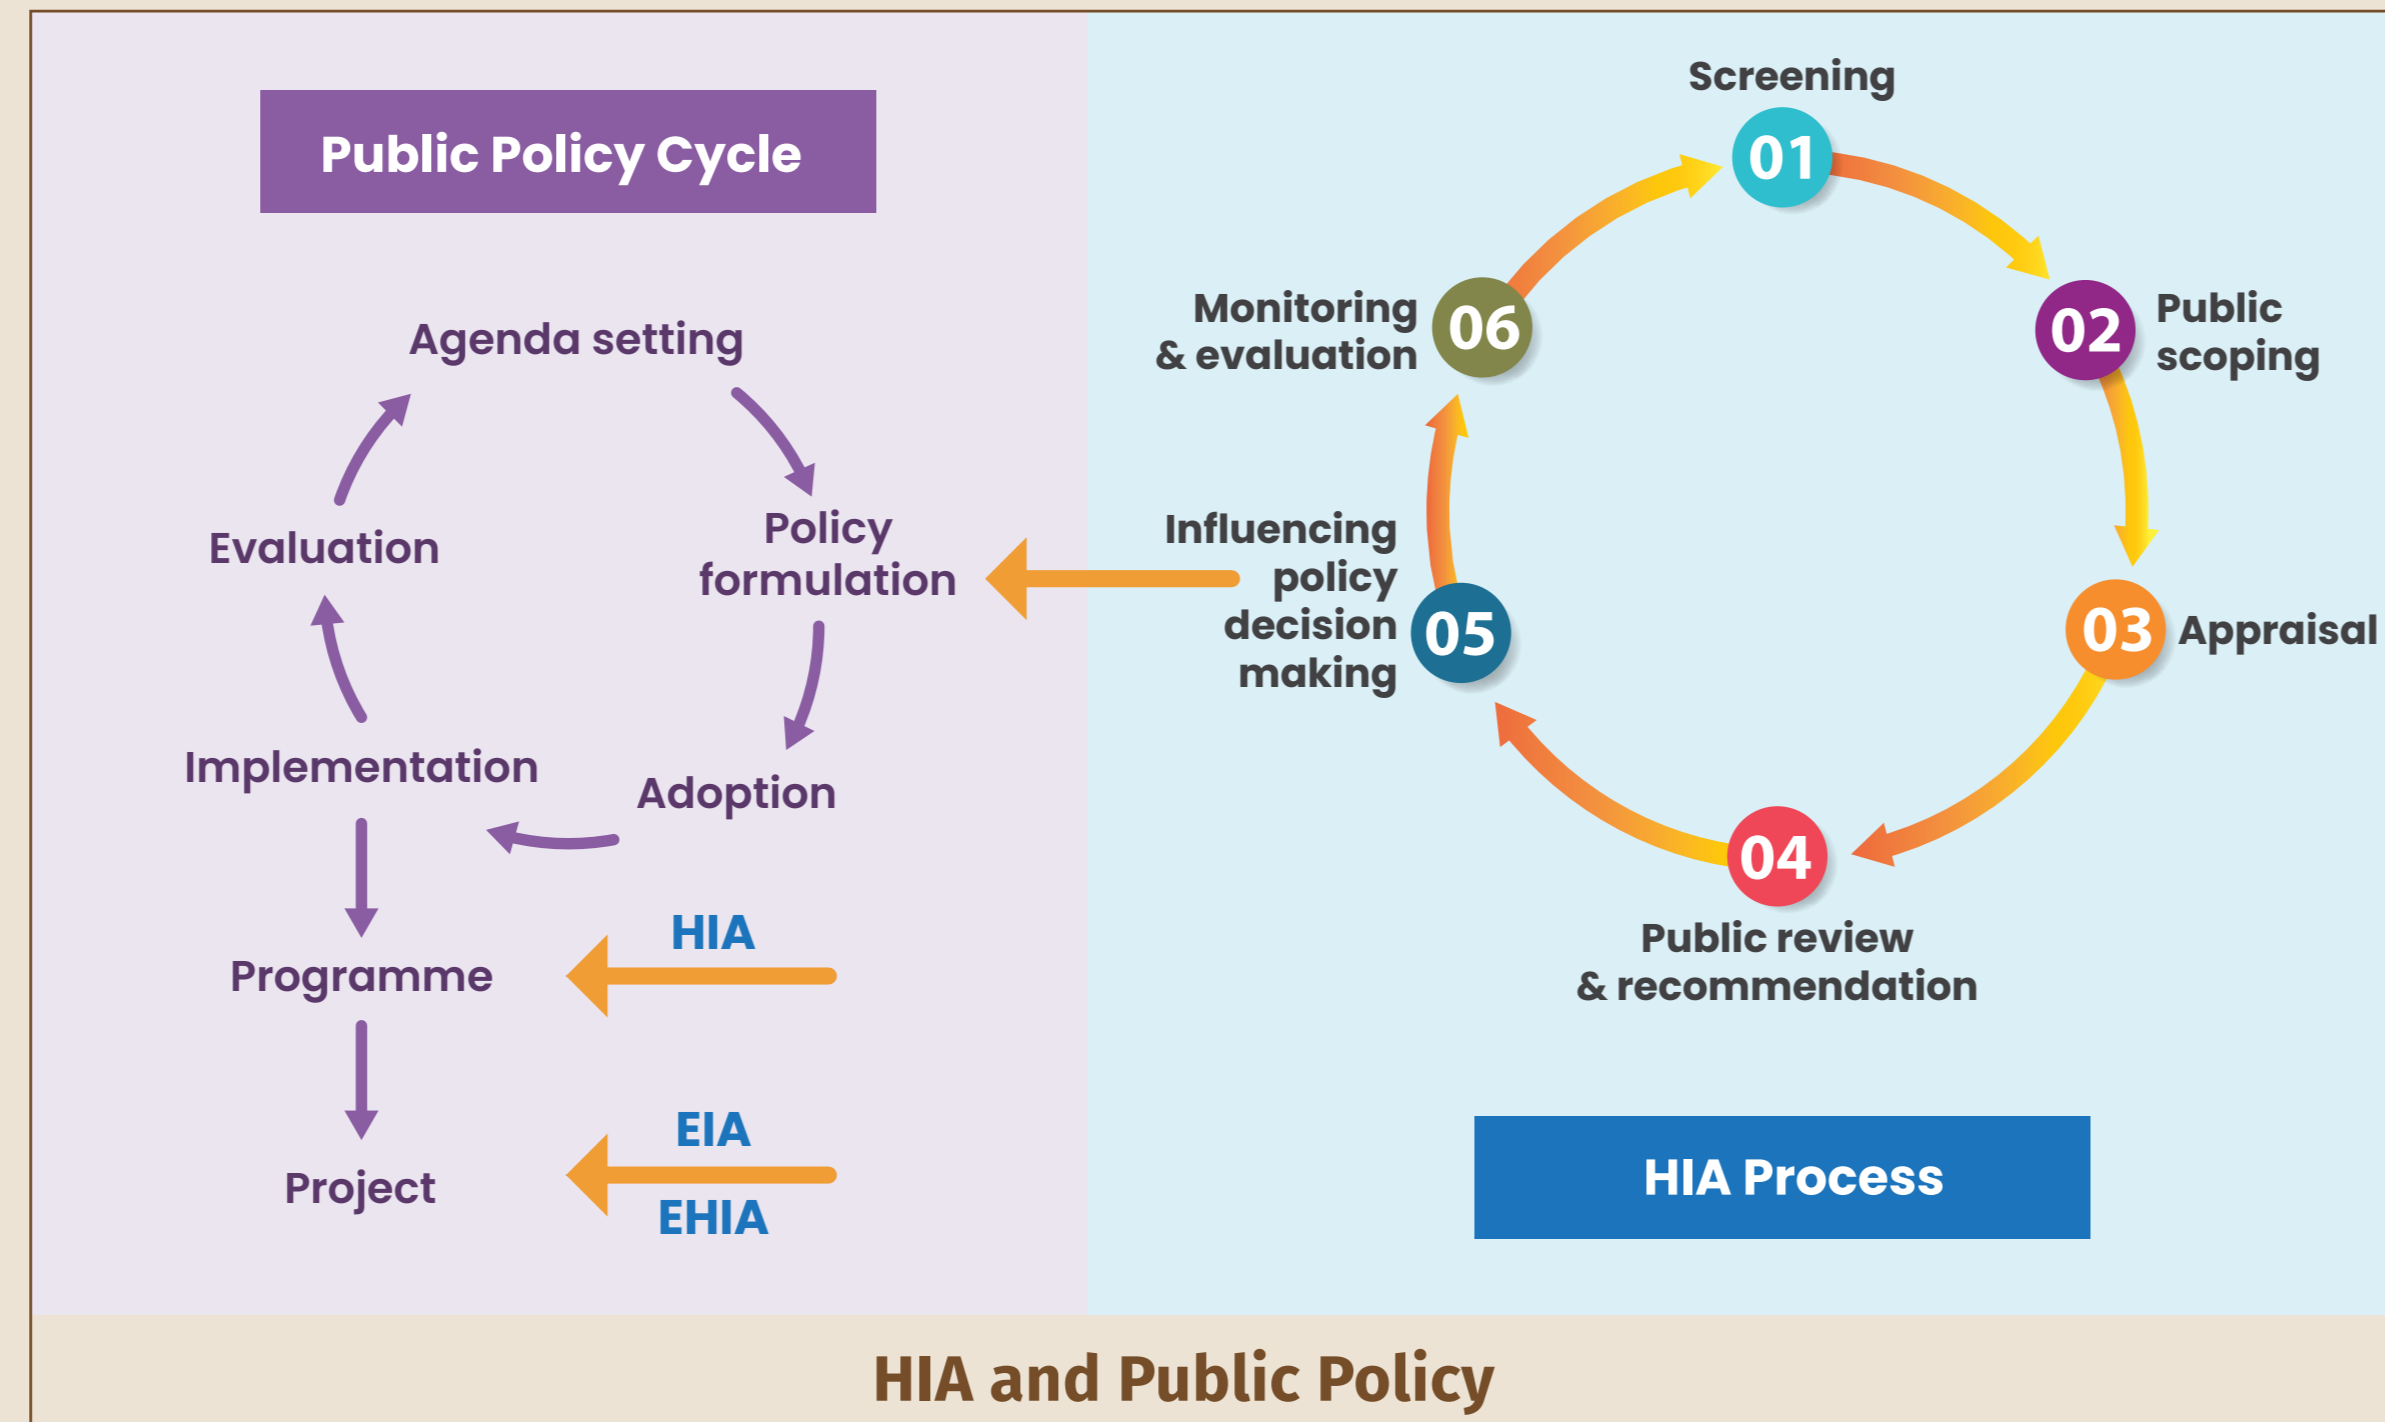 Public Policy Cycle
Agenda setting
Policy
formulation
Adoption
Implementation
Evaluation
Programme
Project
HIA
EIA
EHIA
Screening
01
02
Public
scoping
03
Appraisal
04
Public review
& recommendation
05
Influencing
policy
decision
making
06
Monitoring
& evaluation
HIA Process
HIA and Public Policy